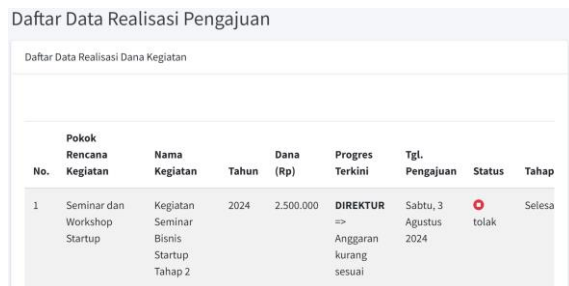 Daftar Data Realisasi Pengajuan
Daftar Data Realisasi Dana Kegiatan
No. Pokok Rencana Kegiatan Nama Kegiatan Tahun Dana (Rp) Progres Terkini Tgl. Pengajuan Status Tahap
1 Seminar dan Workshop Startup Kegiatan Seminar Bisnis Startup Tahap 2 2024 2.500.000 DIREKTUR => Anggaran kurang sesuai Sabtu, 3 Agustus 2024 tolak Selesa